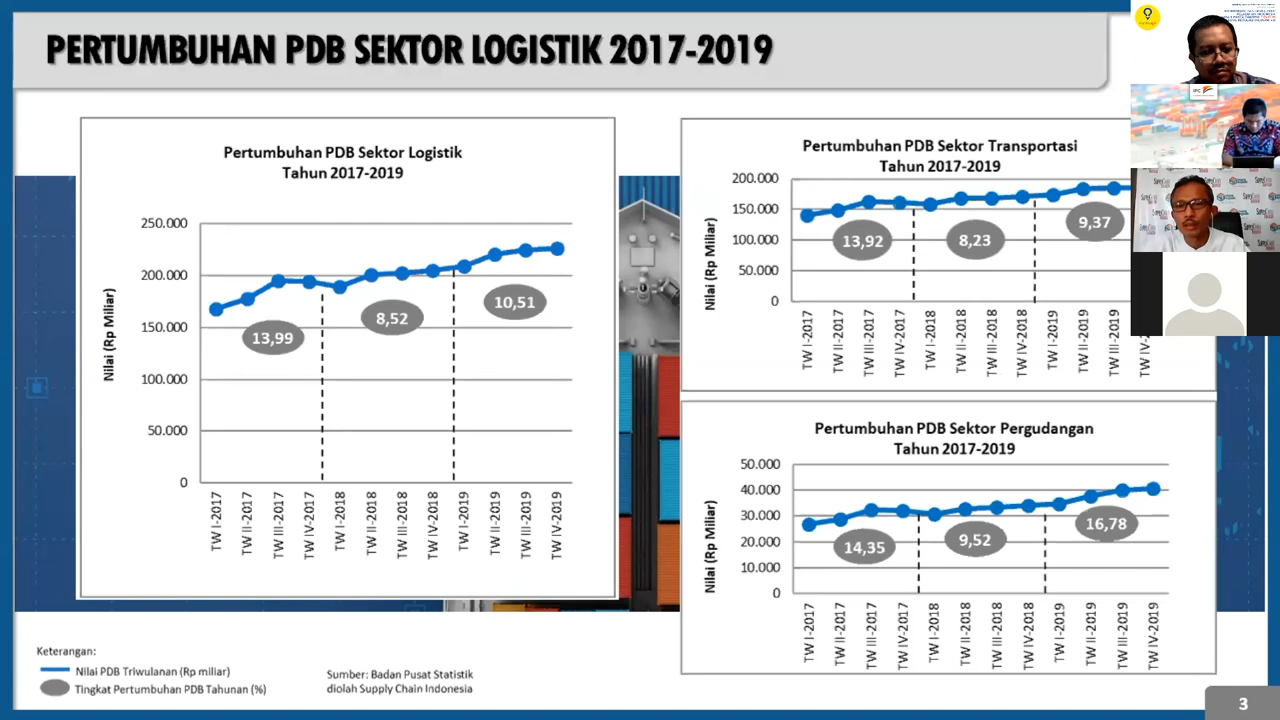 PERTUMBUHAN PDB SEKTOR LOGISTIK 2017-2019
Pertumbuhan PDB Sektor Logistik
Tahun 2017-2019
Nilai (Rp Miliar)
250.000
200.000
150.000
100.000
50.000
0
13,99
8,52
10,51
TW I-2017
TW II-2017
TW III-2017
TW IV-2017
TW I-2018
TW II-2018
TW III-2018
TW IV-2018
TW I-2019
TW II-2019
TW III-2019
TW IV-2019
Pertumbuhan PDB Sektor Transportasi
Tahun 2017-2019
Nilai (Rp Miliar)
200.000
150.000
100.000
50.000
0
13,92
8,23
9,37
TW I-2017
TW II-2017
TW III-2017
TW IV-2017
TW I-2018
TW II-2018
TW III-2018
TW IV-2018
TW I-2019
TW II-2019
TW III-2019
TW IV-
Pertumbuhan PDB Sektor Pergudangan
Tahun 2017-2019
Nilai (Rp Miliar)
50.000
40.000
30.000
20.000
10.000
0
14,35
9,52
16,78
TW I-2017
TW II-2017
TW III-2017
TW IV-2017
TW I-2018
TW II-2018
TW III-2018
TW IV-2018
TW I-2019
TW II-2019
TW III-2019
TW IV-2019
Keterangan:
Nilai PDB Triwulanan (Rp miliar)
Tingkat Pertumbuhan PDB Tahunan (%)
Sumber: Badan Pusat Statistik
diolah Supply Chain Indonesia
3
IPC